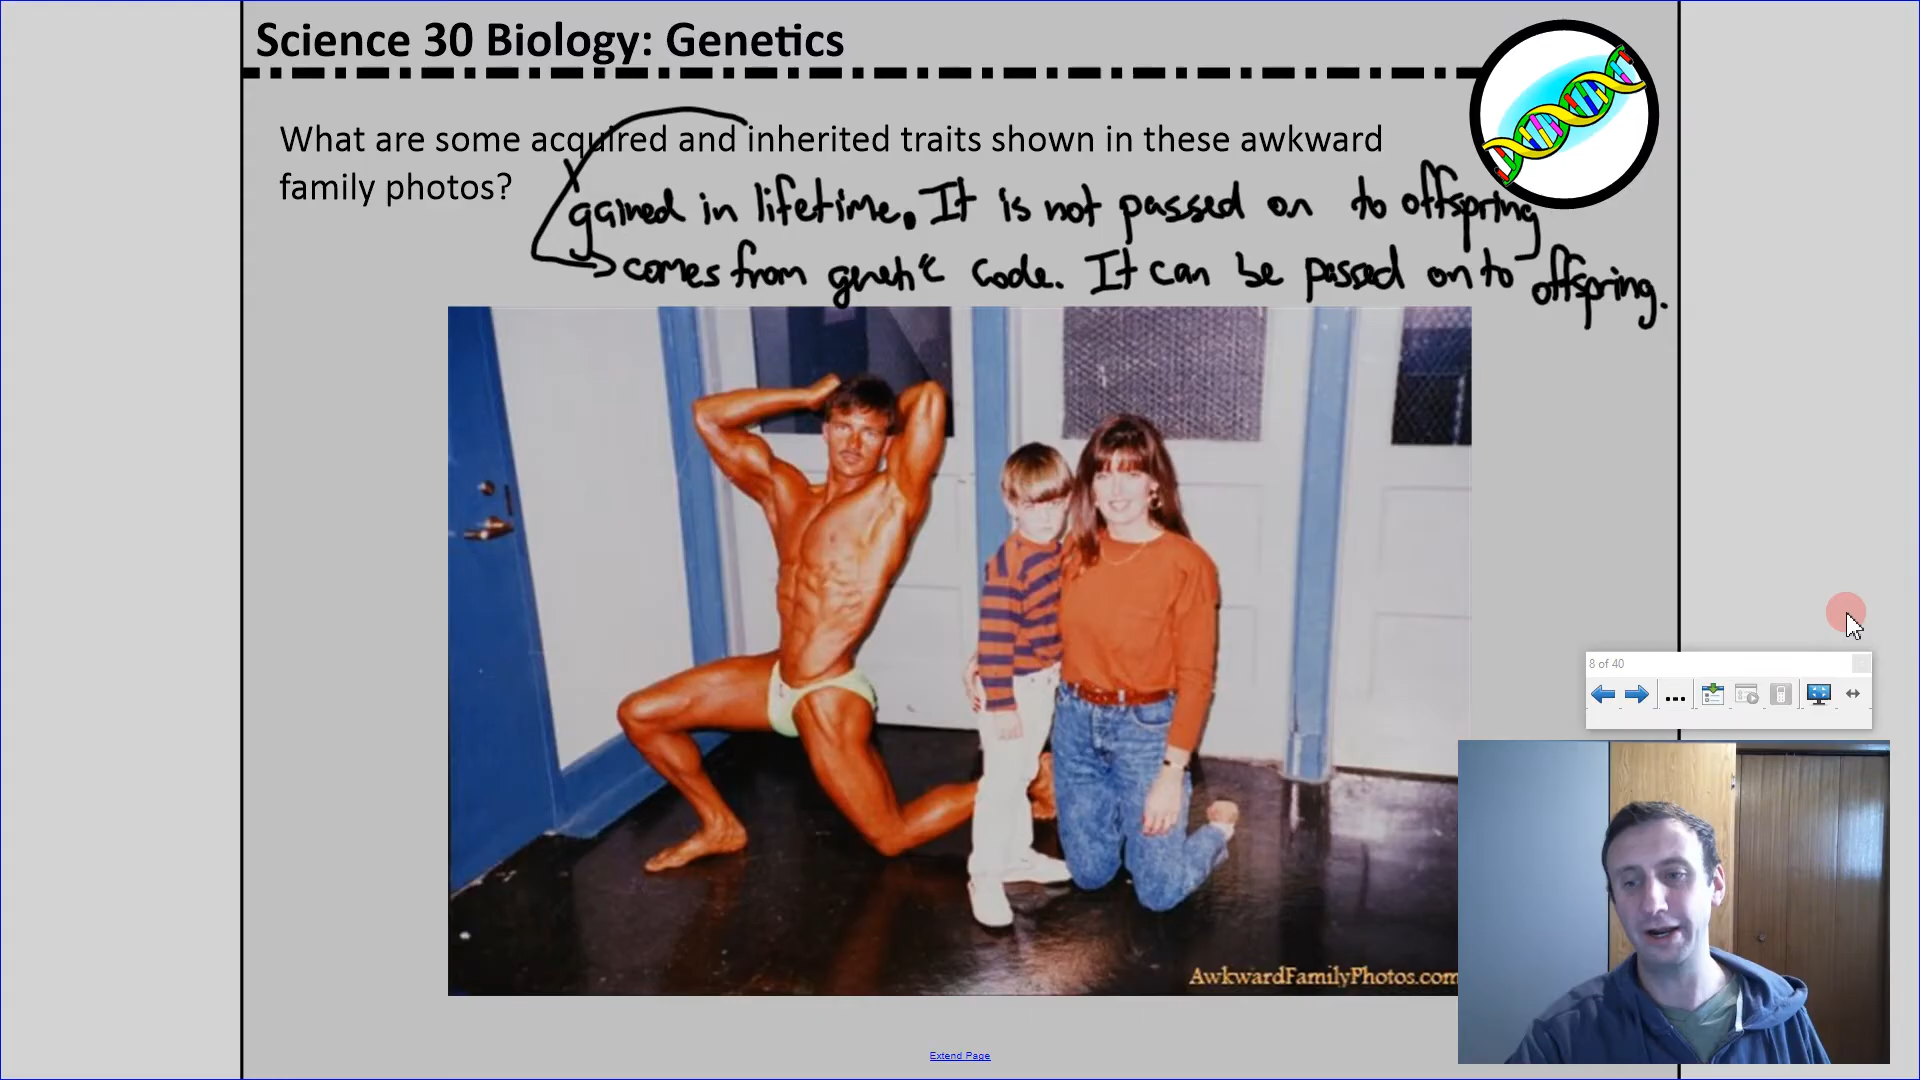 Science 30 Biology: Genetics
What are some acquired and inherited traits shown in these awkward
family photos?
gained in lifetime. It is not passed on to offspring
comes from genetic code. It can be passed on to offspring.
AwkwardFamilyPhotos.com
8 of 40
Extend Page